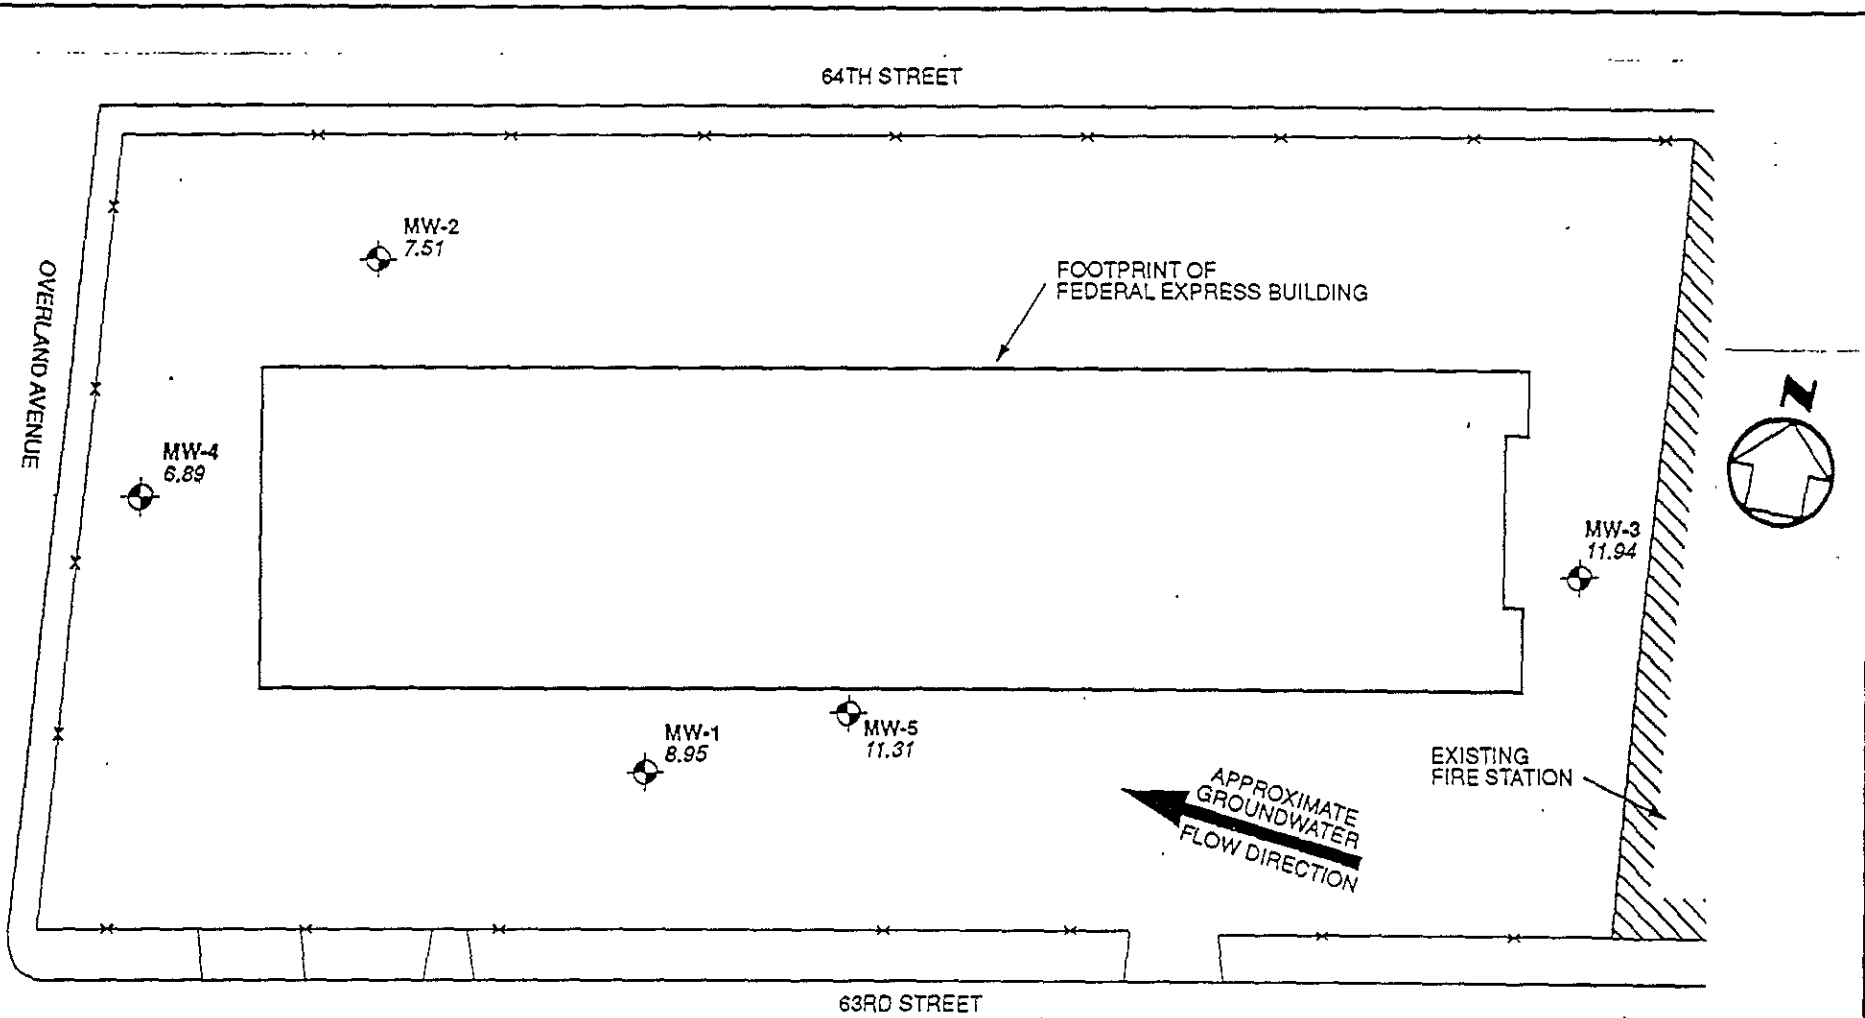 64TH STREET
MW-2
7.51
OVERLAND AVENUE
FOOTPRINT OF
FEDERAL EXPRESS BUILDING
MW-4
6.89
N
MW-3
11.94
MW-1
8.95
MW-5
11.31
EXISTING
FIRE STATION
APPROXIMATE
GROUNDWATER
FLOW DIRECTION
63RD STREET